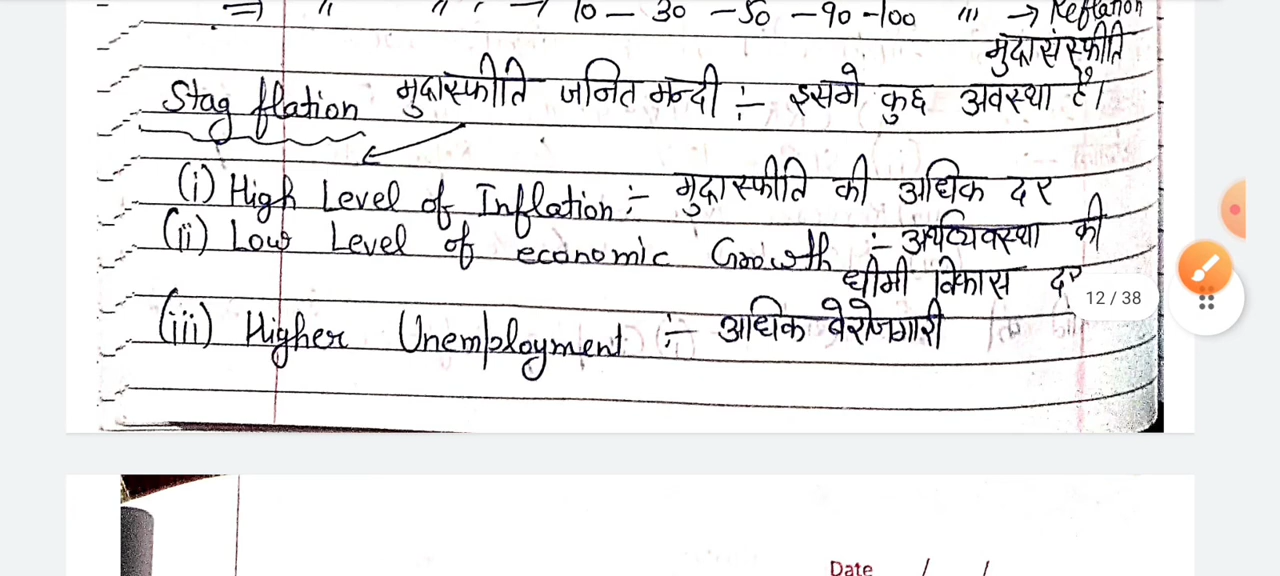 => " " " → 10 – 30 – 50 – 90 – 100 "' → Reflation
मुद्रासंस्फीति
Stagflation मुद्रास्फीति जनित मन्दी :- इसमे कुछ अवस्था है।
(i) High Level of Inflation :- मुद्रास्फीति की अधिक दर
(ii) Low Level of economic Growth :- अर्थव्यवस्था की
धीमी विकास दर
12 / 38
(iii) Higher Unemployment :- अधिक बेरोजगारी
Date / /